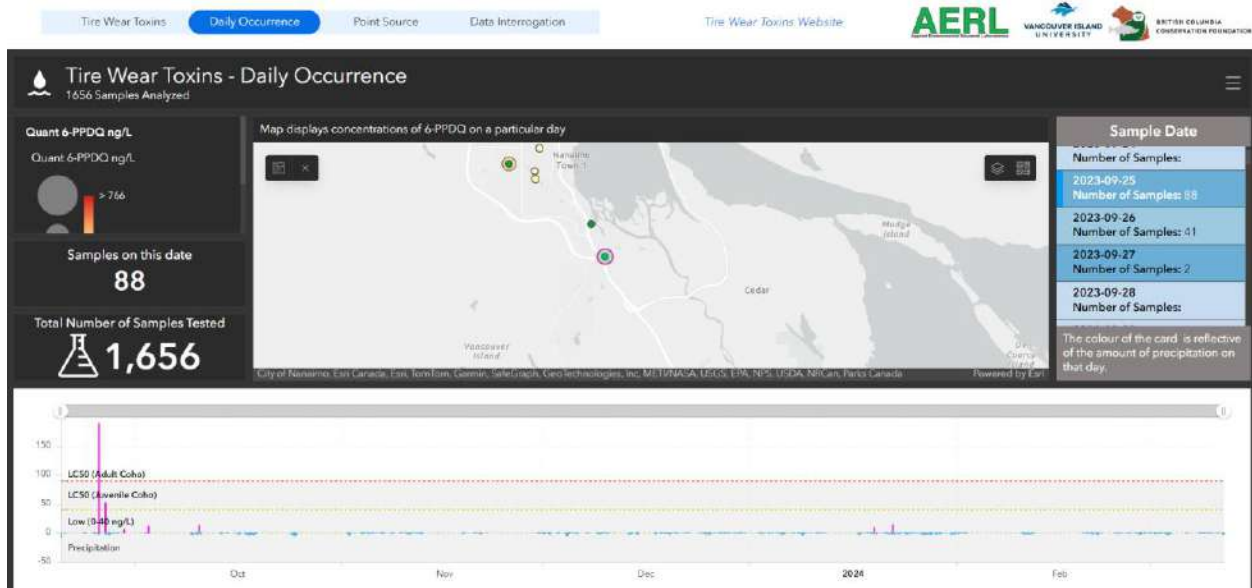 Tire Wear Toxins
Daily Occurrence
Point Source
Data Interrogation
Tire Wear Toxins Website
AERL
VANCOUVER ISLAND
UNIVERSITY
BRITISH COLUMBIA
CONSERVATION FOUNDATION
Tire Wear Toxins - Daily Occurrence
1656 Samples Analyzed
Quant 6-PPDQ ng/L
Quant 6-PPDQ ng/L
> 766
Samples on this date
88
Total Number of Samples Tested
1,656
Map displays concentrations of 6-PPDQ on a particular day
Nanaimo
Town 1
Mudge
Island
Cedar
Vancouver
Island
City of Nanaimo, Esri Canada, Esri, TomTom, Garmin, SafeGraph, GeoTechnologies, Inc, METI/NASA, USGS, EPA, NPS, USDA, NRCan, Parks Canada
Powered by Esri
Sample Date
Number of Samples:
2023-09-25
Number of Samples: 88
2023-09-26
Number of Samples: 41
2023-09-27
Number of Samples: 2
2023-09-28
Number of Samples:
The colour of the card is reflective
of the amount of precipitation on
that day.
150
100
LC50 (Adult Coho)
LC50 (Juvenile Coho)
50
Low (0-40 ng/L)
0
Precipitation
-50
Oct
Nov
Dec
2024
Feb